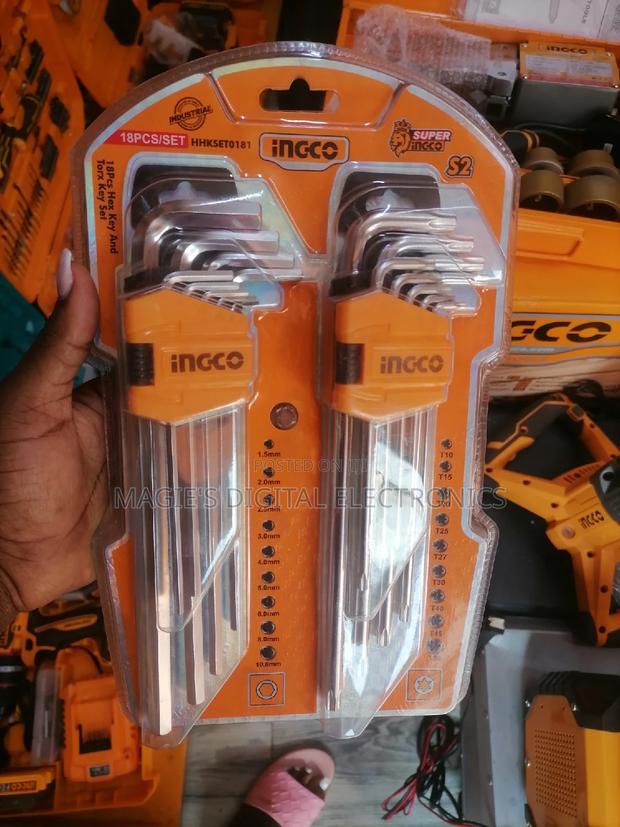 INDUSTRIAL
18PCS/SET HHKSET0181
INGCO
SUPER
INGCO
S2
18Pcs Hex Key And
Torx Key Set
INGCO
INGCO
1.5mm
2.0mm
2.5mm
3.0mm
4.0mm
5.0mm
6.0mm
8.0mm
10.0mm
T10
T15
T25
T27
T30
T40
T45
POSTED ON
MAGIE'S DIGITAL ELECTRONICS
INGCO
GCO
INGCO